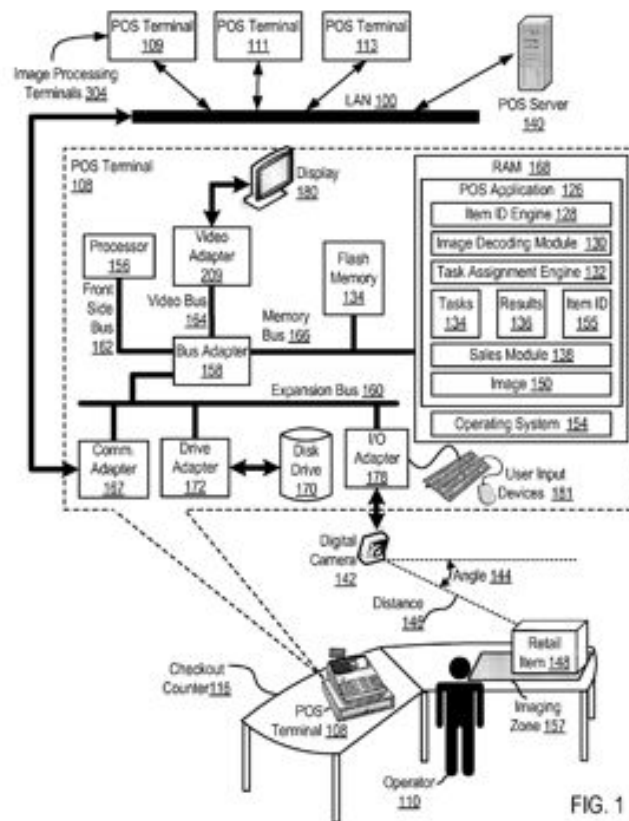 POS Terminal
109
POS Terminal
111
POS Terminal
113
Image Processing
Terminals 304
LAN 100
POS Server
140
POS Terminal
108
Display
180
RAM 168
POS Application 126
Item ID Engine 128
Image Decoding Module 130
Task Assignment Engine 132
Tasks
134
Results
136
Item ID
155
Sales Module 138
Image 150
Operating System 154
Processor
156
Video
Adapter
209
Flash
Memory
134
Front
Side
Bus
162
Video Bus
164
Memory
Bus 166
Bus Adapter
158
Expansion Bus 160
Comm.
Adapter
167
Drive
Adapter
172
Disk
Drive
170
I/O
Adapter
178
User Input
Devices 181
Digital
Camera
142
Angle 144
Distance
146
Retail
Item 148
Checkout
Counter 115
POS
Terminal 108
Imaging
Zone 157
Operator
110
FIG. 1